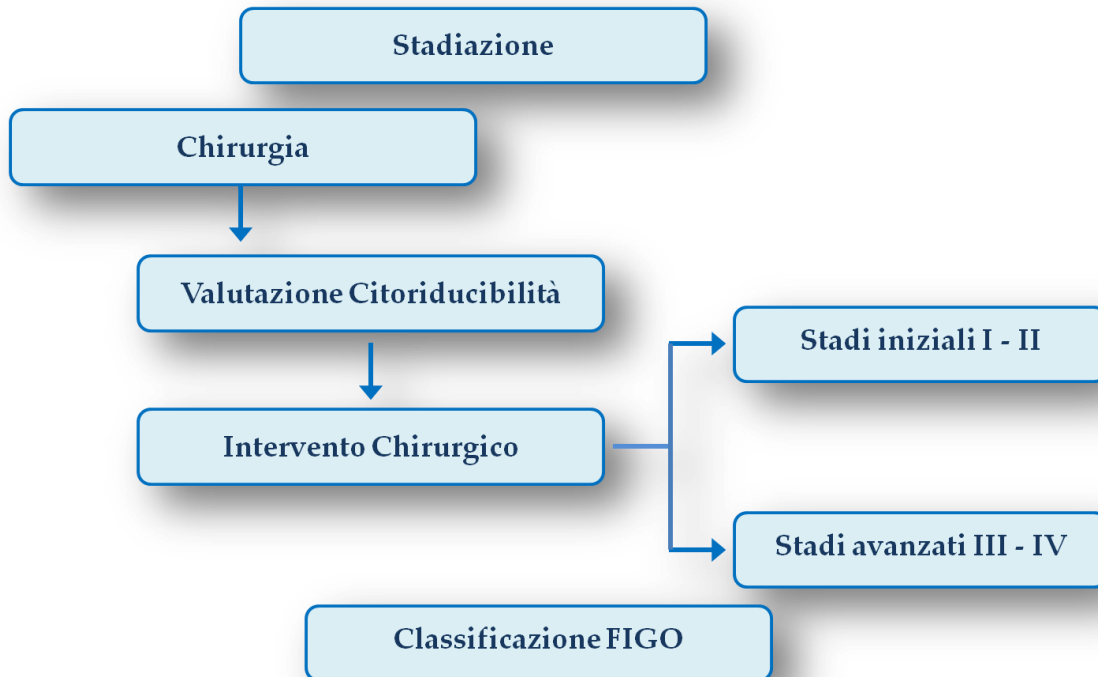 Stadiazione
Chirurgia
Valutazione Citoriducibilità
Stadi iniziali I - II
Intervento Chirurgico
Stadi avanzati III - IV
Classificazione FIGO